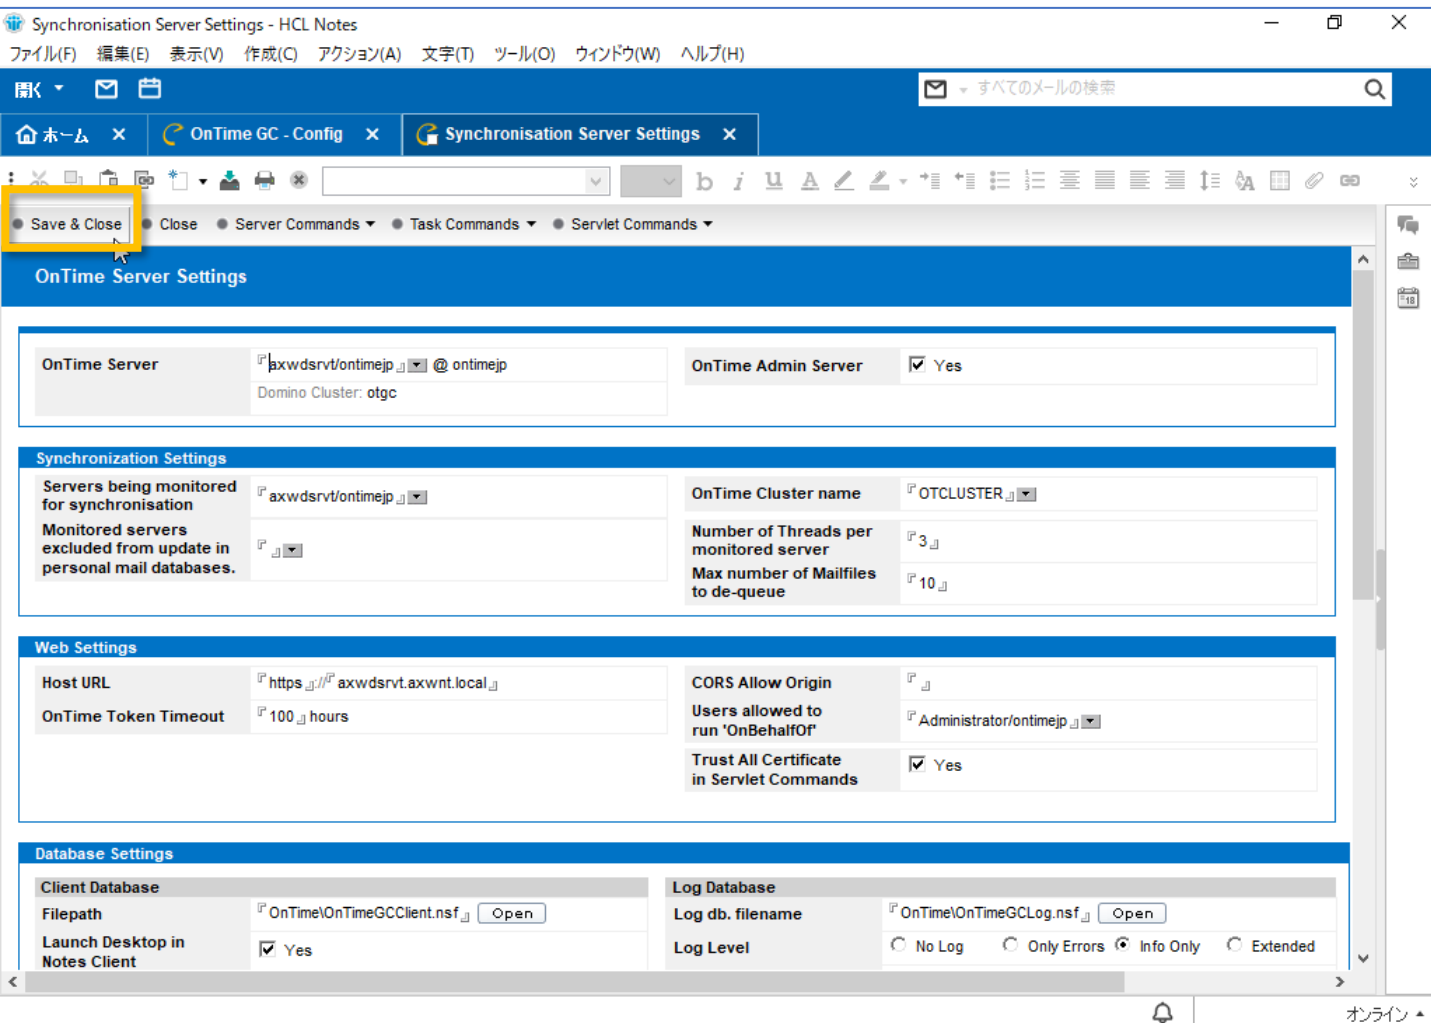 Synchronisation Server Settings - HCL Notes
ファイル(F) 編集(E) 表示(V) 作成(C) アクション(A) 文字(T) ツール(O) ウィンドウ(W) ヘルプ(H)
開く すべてのメールの検索
ホーム OnTime GC - Config Synchronisation Server Settings
b i u A
Save & Close Close Server Commands Task Commands Servlet Commands
OnTime Server Settings
18
OnTime Server 『axwdsrvt/ontimejp』 @ ontimejp OnTime Admin Server Yes
Domino Cluster: otgc
Synchronization Settings
Servers being monitored for synchronisation 『axwdsrvt/ontimejp』 OnTime Cluster name 『OTCLUSTER』
Monitored servers excluded from update in personal mail databases. 『 』 Number of Threads per monitored server 『3』
Max number of Mailfiles to de-queue 『10』
Web Settings
Host URL 『https』://『axwdsrvt.axwnt.local』 CORS Allow Origin 『 』
OnTime Token Timeout 『100』 hours Users allowed to run 'OnBehalfOf' 『Administrator/ontimejp』
Trust All Certificate in Servlet Commands Yes
Database Settings
Client Database Log Database
Filepath 『OnTime\OnTimeGCClient.nsf』 Open Log db. filename 『OnTime\OnTimeGCLog.nsf』 Open
Launch Desktop in Notes Client Yes Log Level No Log Only Errors Info Only Extended
オンライン